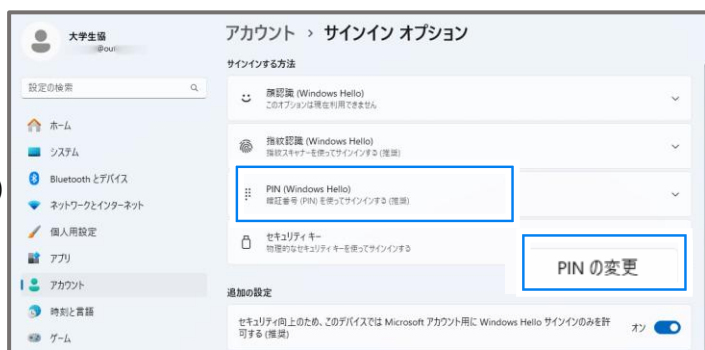 大学生協
@ou
設定の検索
ホーム
システム
Bluetooth とデバイス
ネットワークとインターネット
個人用設定
アプリ
アカウント
時刻と言語
ゲーム
アカウント › サインイン オプション
サインインする方法
顔認識 (Windows Hello)
このオプションは現在利用できません
指紋認識 (Windows Hello)
指紋スキャナーを使ってサインインする (推奨)
PIN (Windows Hello)
暗証番号 (PIN) を使ってサインインする (推奨)
セキュリティ キー
物理的なセキュリティ キーを使ってサインインする
PIN の変更
追加の設定
セキュリティ向上のため、このデバイスでは Microsoft アカウント用に Windows Hello サインインのみを許
可する (推奨)
オン